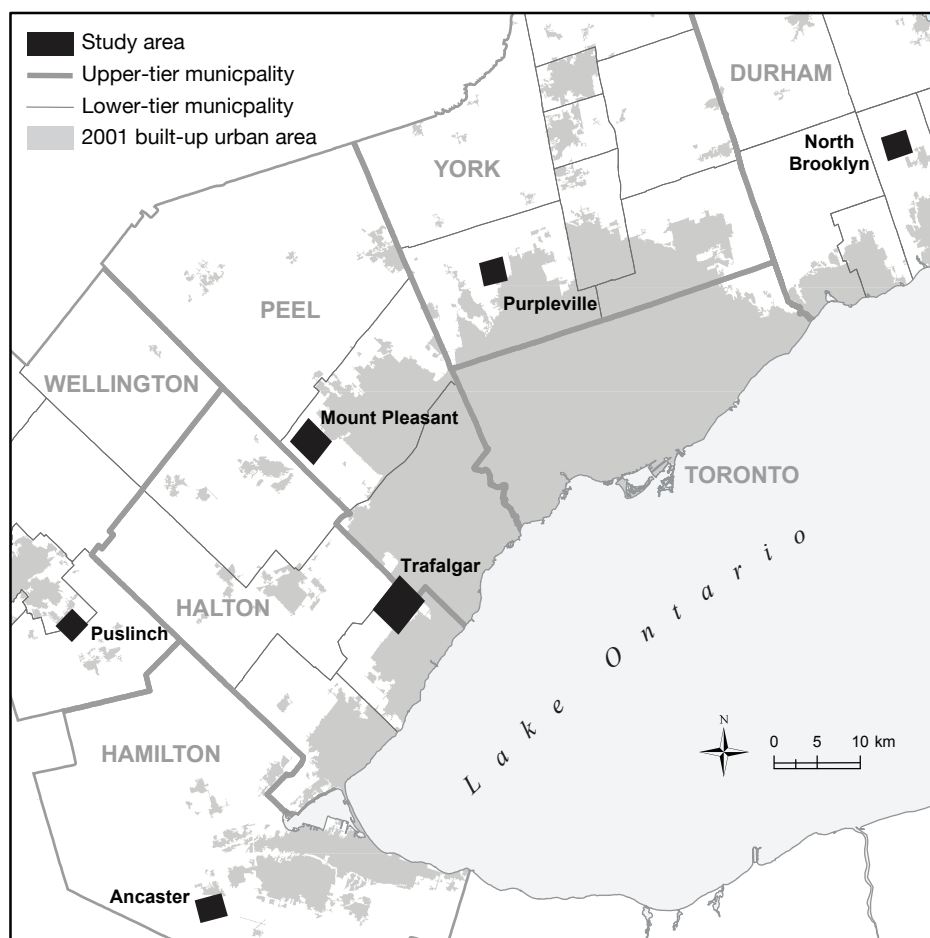 Study area
Upper-tier municpality
Lower-tier municpality
2001 built-up urban area
DURHAM
North
Brooklyn
YORK
Purpleville
PEEL
WELLINGTON
Mount Pleasant
TORONTO
Trafalgar
HALTON
Puslinch
Lake Ontario
N
0 5 10 km
HAMILTON
Ancaster